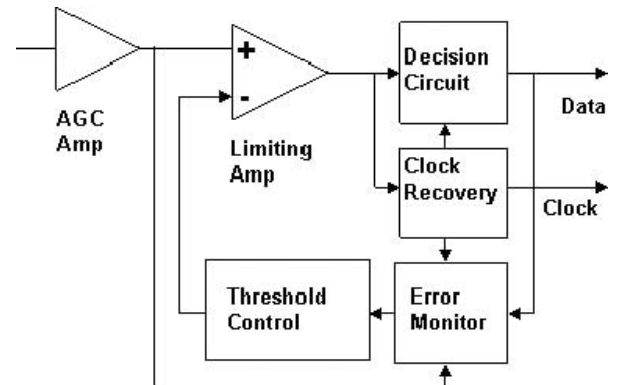 AGC
Amp
+
-
Limiting
Amp
Decision
Circuit
Data
Clock
Recovery
Clock
Threshold
Control
Error
Monitor